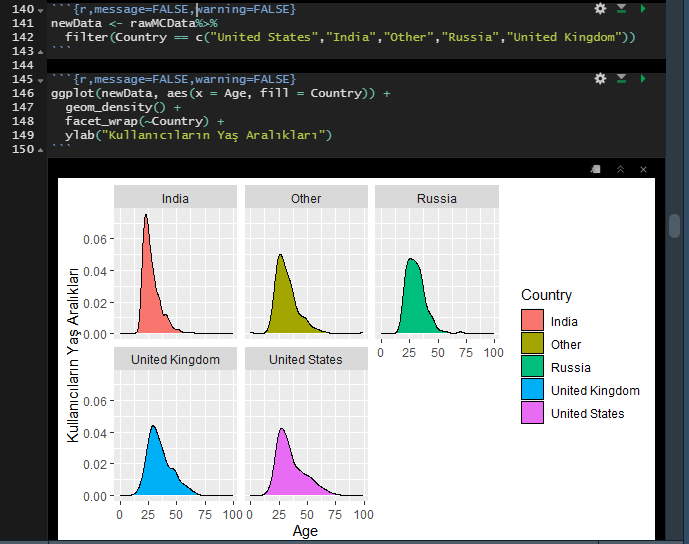 140 ```{r,message=FALSE,warning=FALSE}
141 newData <- rawMCData%>%
142   filter(Country == c("United States","India","Other","Russia","United Kingdom"))
143 ```
144
145 ```{r,message=FALSE,warning=FALSE}
146 ggplot(newData, aes(x = Age, fill = Country)) +
147   geom_density() +
148   facet_wrap(~Country) +
149   ylab("Kullanıcıların Yaş Aralıkları")
150 ```
India Other Russia
0.06
0.04
0.02
0.00
0 25 50 75 100
United Kingdom United States
0.06
0.04
0.02
0.00
0 25 50 75 100 0 25 50 75 100
Age
Kullanıcıların Yaş Aralıkları
Country
India
Other
Russia
United Kingdom
United States